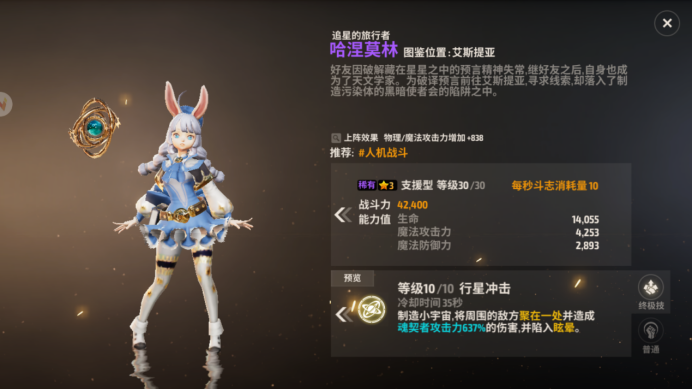 追星的旅行者
哈涅莫林 图鉴位置:艾斯提亚
好友因破解藏在星星之中的预言精神失常,继好友之后,自身也成
为了天文学家。为破译预言前往艾斯提亚,寻求线索,却落入了制
造污染体的黑暗使者会的陷阱之中。
上阵效果 物理/魔法攻击力增加 +838
推荐: #人机战斗
稀有 3 支援型 等级30/30 每秒斗志消耗量 10
战斗力 42,400
能力值 生命 14,055
魔法攻击力 4,253
魔法防御力 2,893
预览
等级10/10 行星冲击
冷却时间 35秒
制造小宇宙,将周围的敌方聚在一处并造成
魂契者攻击力637%的伤害,并陷入眩晕。
终极技
普通